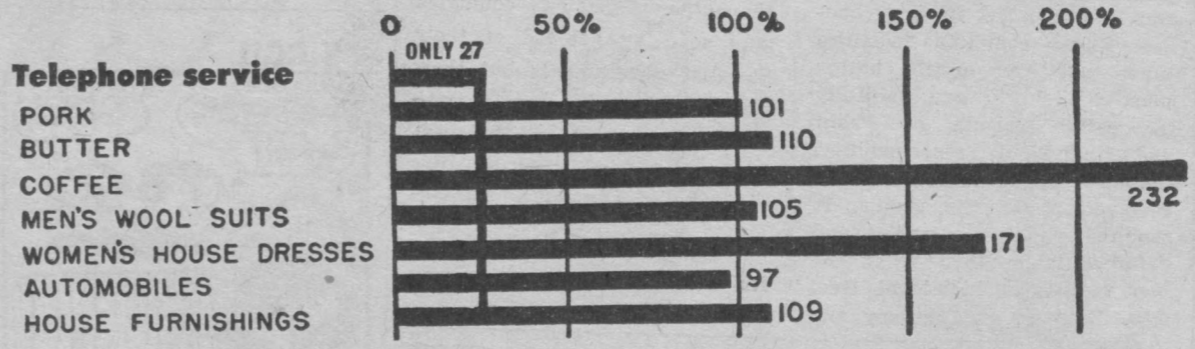 0 50% 100% 150% 200%
ONLY 27
Telephone service
PORK 101
BUTTER 110
COFFEE 232
MEN'S WOOL SUITS 105
WOMEN'S HOUSE DRESSES 171
AUTOMOBILES 97
HOUSE FURNISHINGS 109